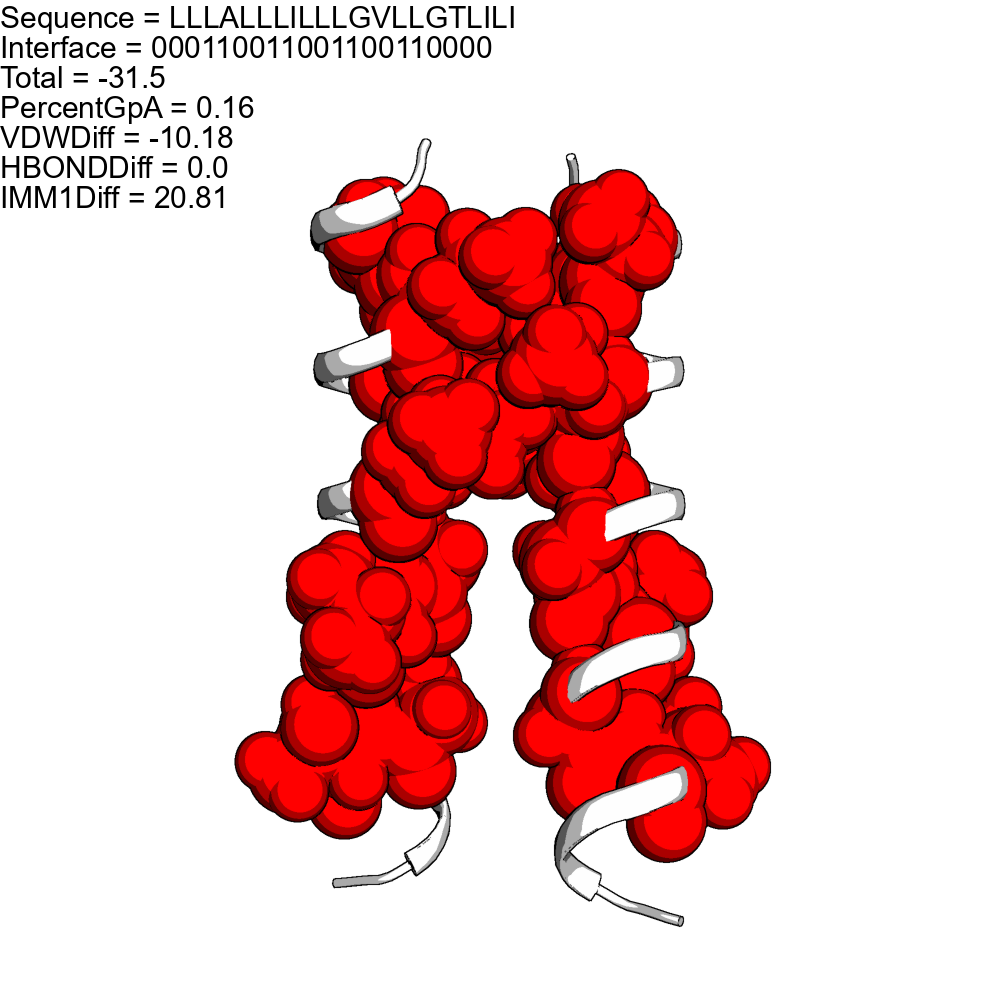 Sequence = LLLALLLILLLGVLLGTLILI
Interface = 000110011001100110000
Total = -31.5
PercentGpA = 0.16
VDWDiff = -10.18
HBONDDiff = 0.0
IMM1Diff = 20.81